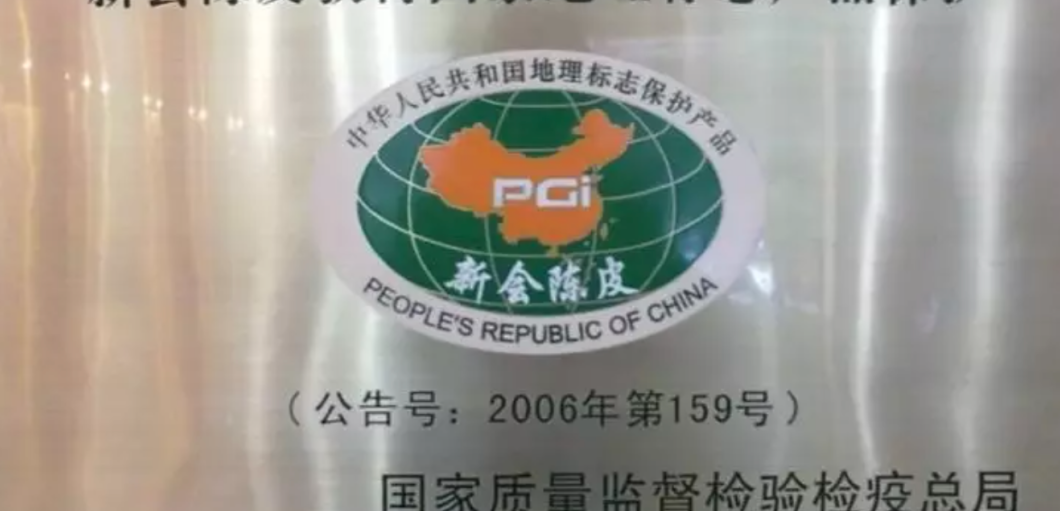 中华人民共和国地理标志保护产品
PGi
新会陈皮
PEOPLE'S REPUBLIC OF CHINA
（公告号：2006年第159号）
国家质量监督检验检疫总局